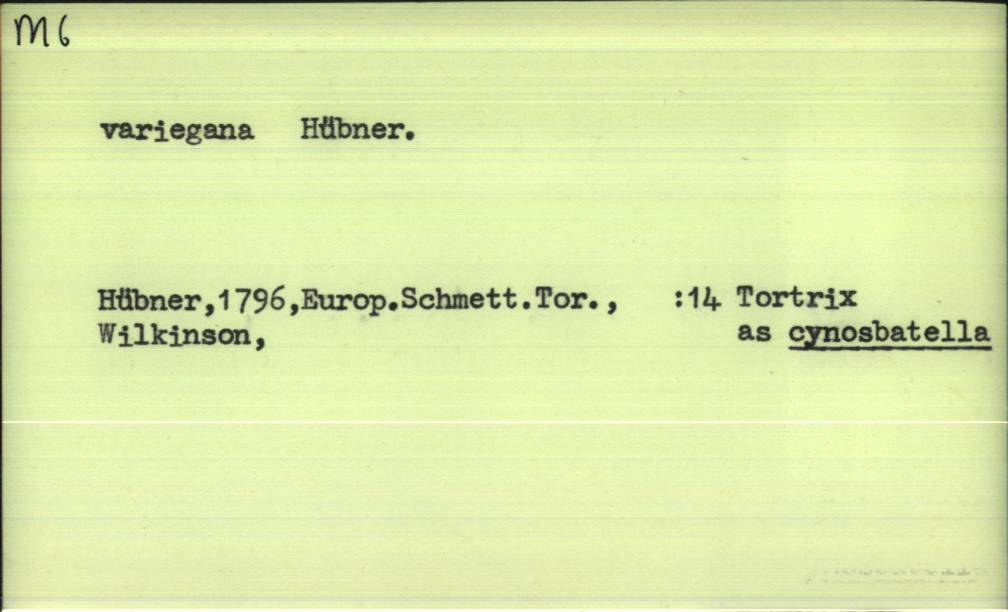 M6
variegana Hübner.
Hübner,1796,Europ.Schmett.Tor., :14 Tortrix
Wilkinson, as cynosbatella